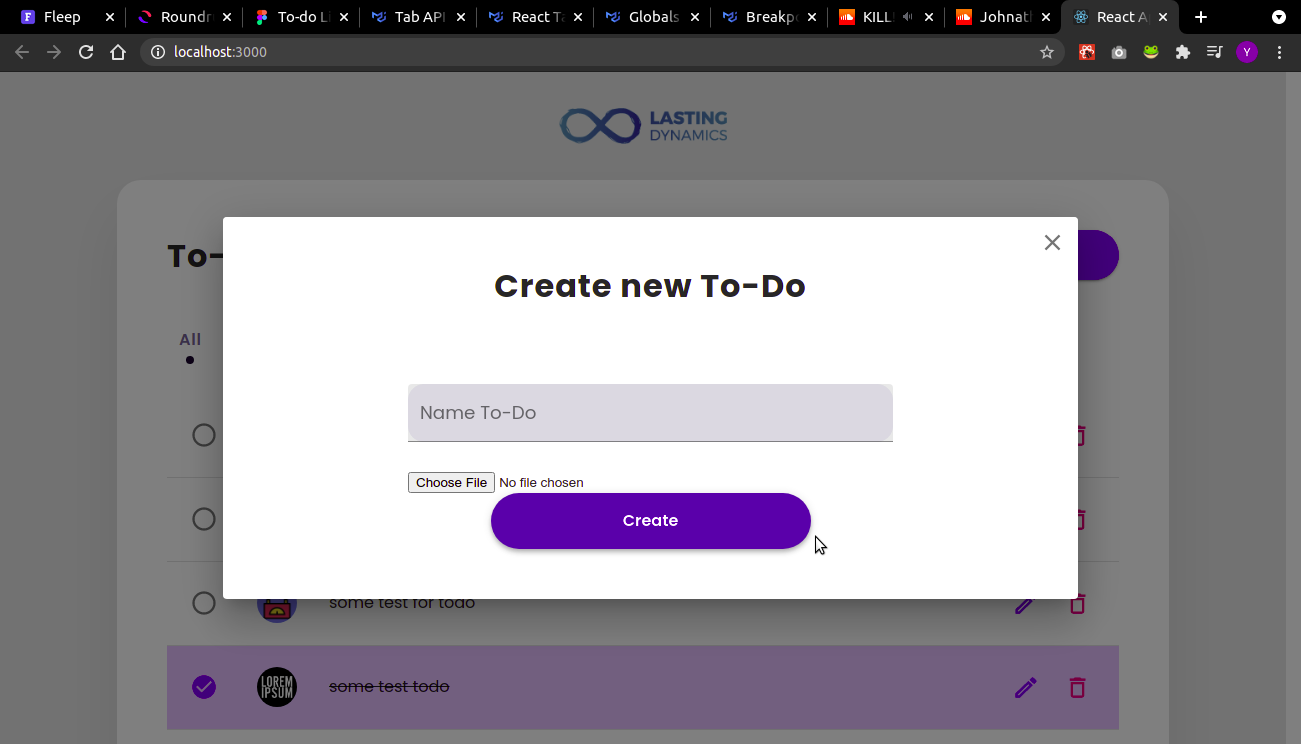 Fleep
Roundr
To-do Li
Tab API
React Ta
Globals
Breakpo
KILL
Johnath
React A
localhost:3000
Y
LASTING
DYNAMICS
To-
Create new To-Do
All
Name To-Do
Choose File No file chosen
Create
some test for todo
LOREM
IPSUM
some test todo